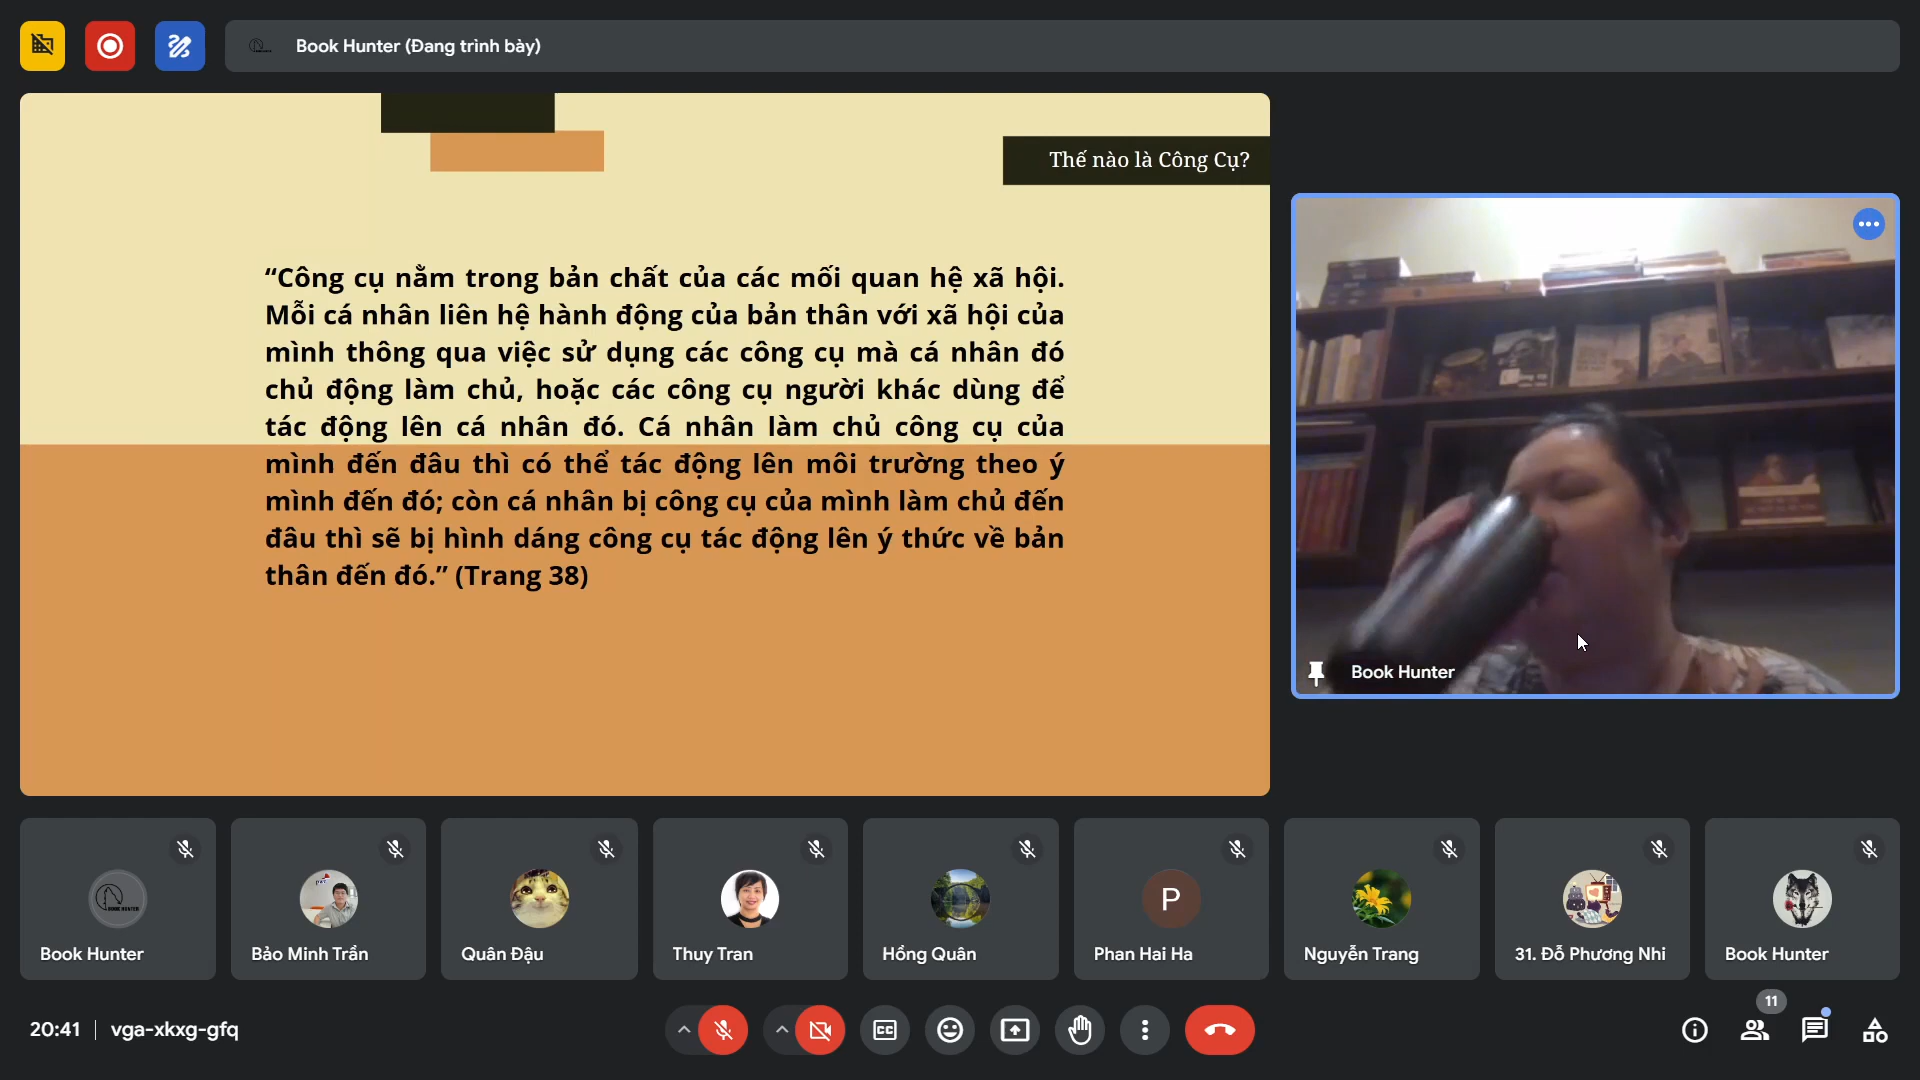 Book Hunter (Đang trình bày)
Thế nào là Công Cụ?
“Công cụ nằm trong bản chất của các mối quan hệ xã hội.
Mỗi cá nhân liên hệ hành động của bản thân với xã hội của
mình thông qua việc sử dụng các công cụ mà cá nhân đó
chủ động làm chủ, hoặc các công cụ người khác dùng để
tác động lên cá nhân đó. Cá nhân làm chủ công cụ của
mình đến đâu thì có thể tác động lên môi trường theo ý
mình đến đó; còn cá nhân bị công cụ của mình làm chủ đến
đâu thì sẽ bị hình dáng công cụ tác động lên ý thức về bản
thân đến đó.” (Trang 38)
Book Hunter
BOOK HUNTER
P
Book Hunter
Bảo Minh Trần
Quân Đậu
Thuy Tran
Hồng Quân
Phan Hai Ha
Nguyễn Trang
31. Đỗ Phương Nhi
Book Hunter
20:41
vga-xkxg-gfq
CC
11